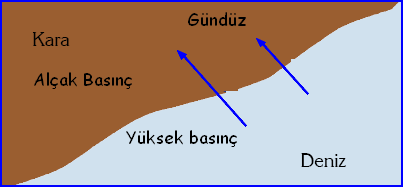 Gündüz
Kara
Alçak Basınç
Yüksek basınç
Deniz